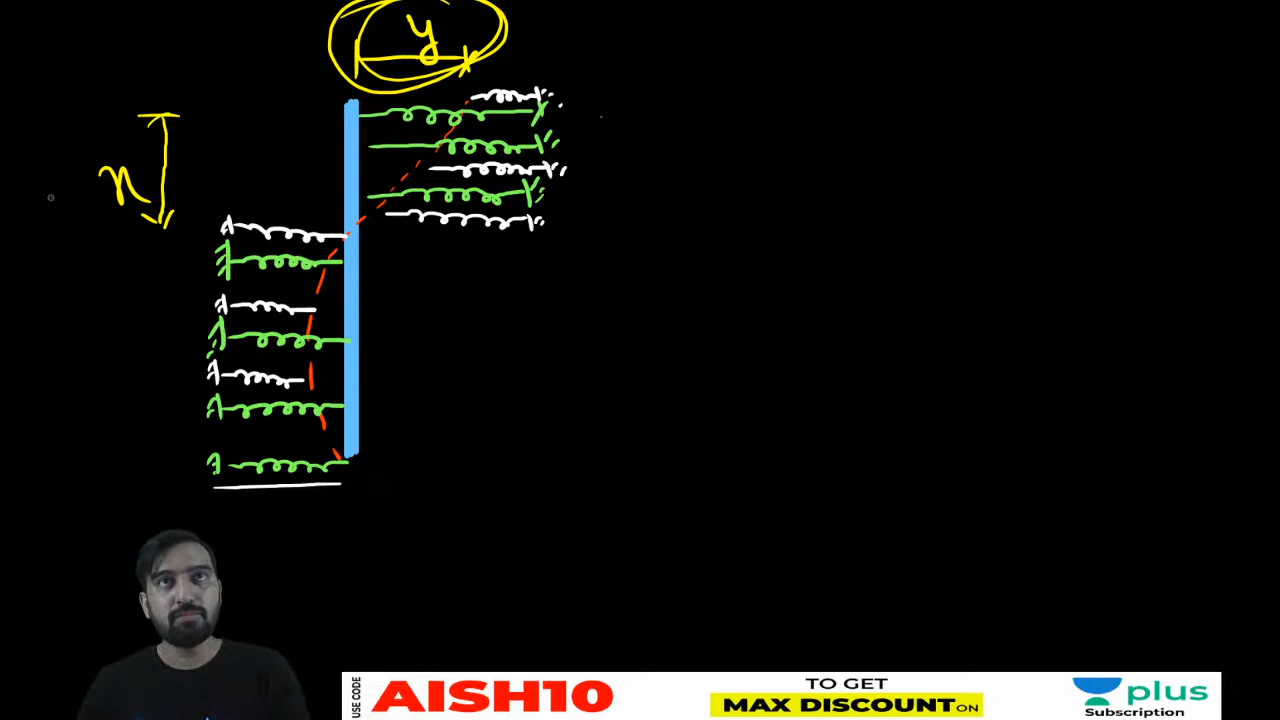 y
n
USE CODE
AISH10
TO GET
MAX DISCOUNT ON
plus
Subscription